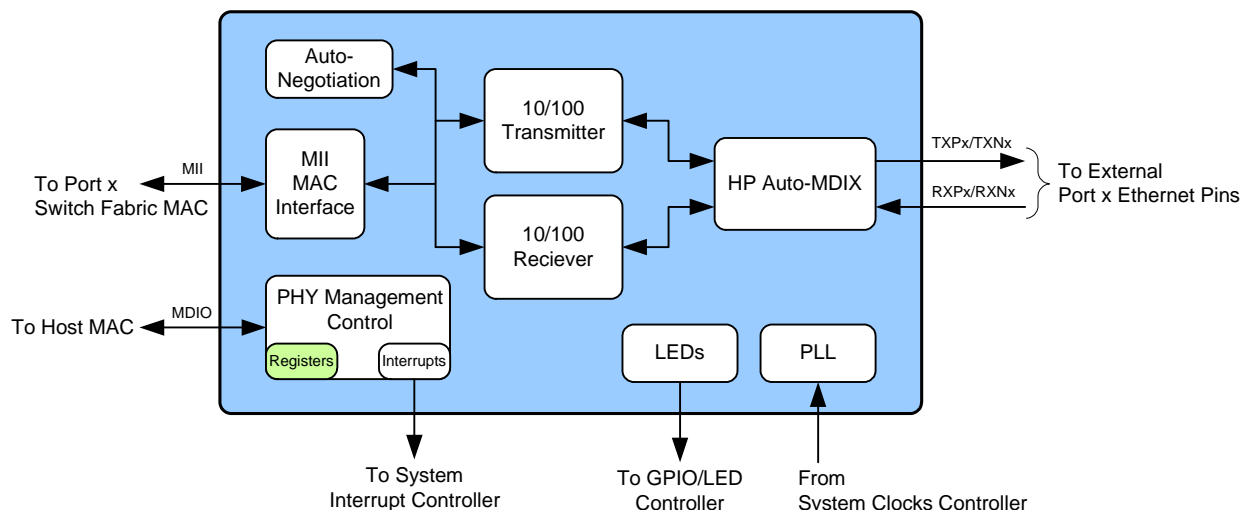 Auto-
Negotiation
10/100
Transmitter
MII
MAC
Interface
HP Auto-MDIX
10/100
Reciever
MII
To Port x
Switch Fabric MAC
TXPx/TXNx
RXPx/RXNx
To External
Port x Ethernet Pins
PHY Management
Control
Registers
Interrupts
MDIO
To Host MAC
LEDs
PLL
To System
Interrupt Controller
To GPIO/LED
Controller
From
System Clocks Controller